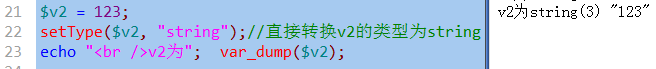 21 $v2 = 123;
22 setType($v2, "string");//直接转换v2的类型为string
23 echo "<br />v2为";  var_dump($v2);
v2为string(3) "123"